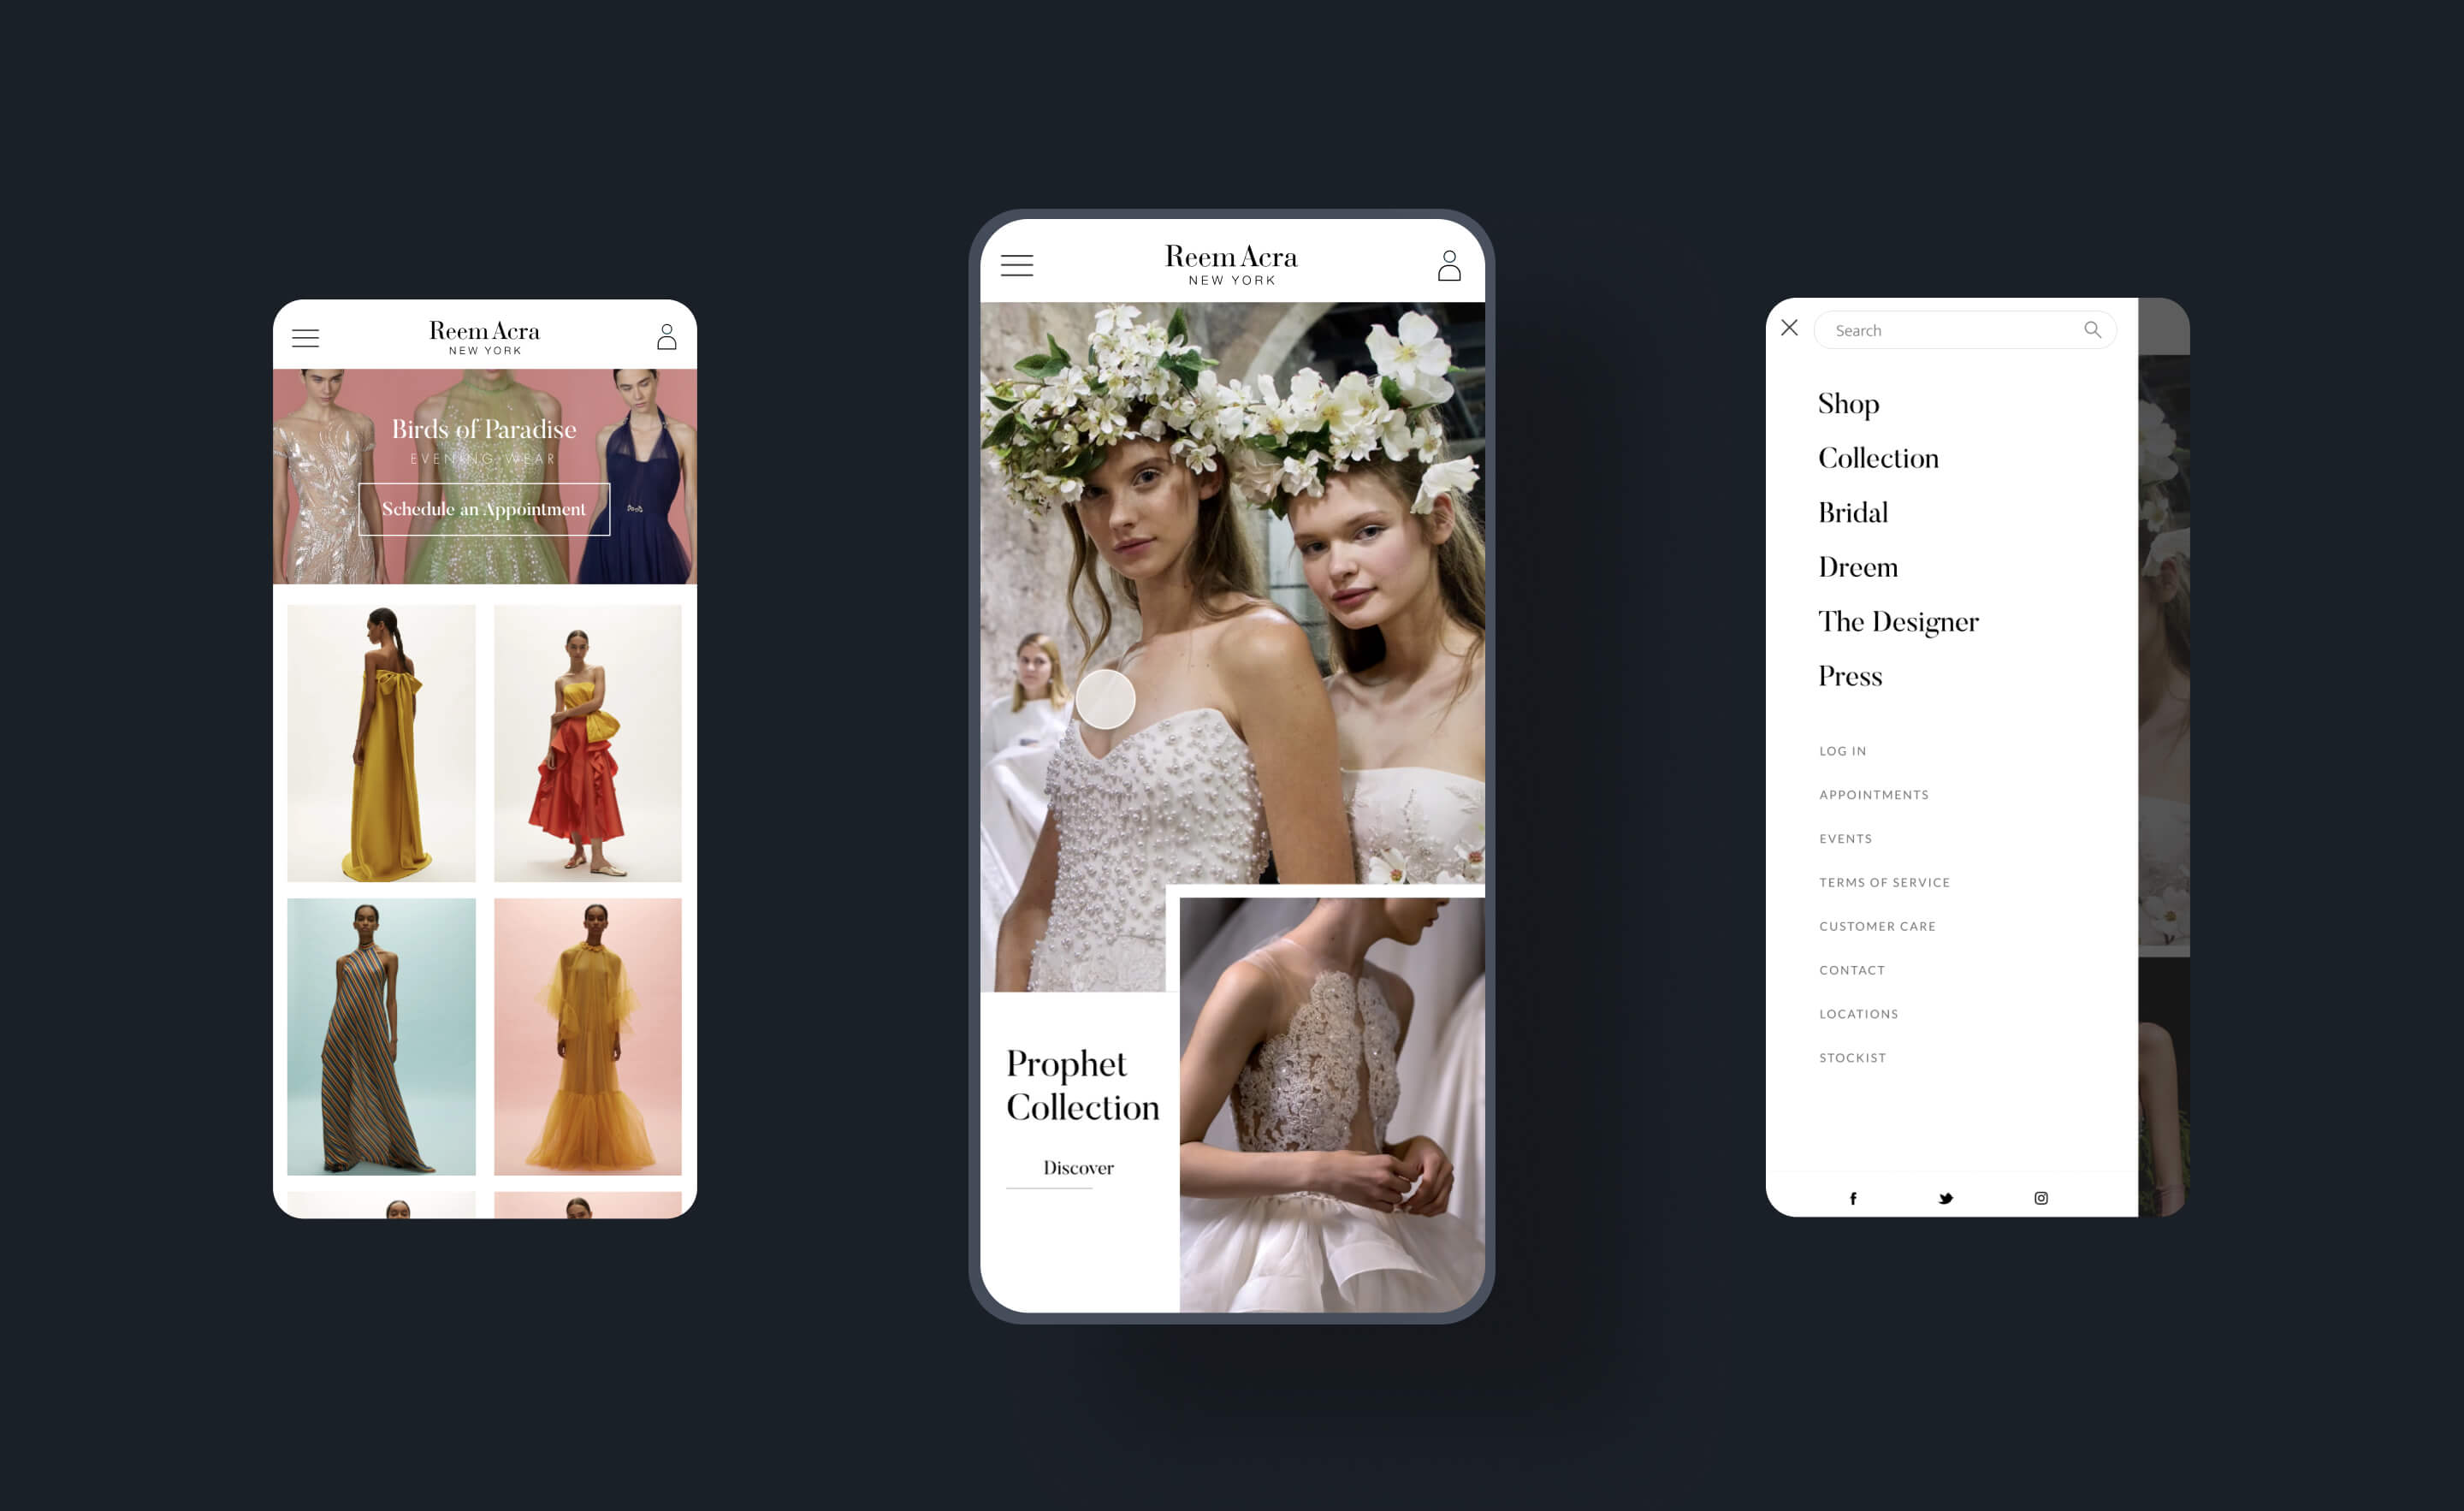 Reem Acra
NEW YORK
Birds of Paradise
EVENING WEAR
Schedule an Appointment
Reem Acra
NEW YORK
Prophet
Collection
Discover
Search
Shop
Collection
Bridal
Dreem
The Designer
Press
LOG IN
APPOINTMENTS
EVENTS
TERMS OF SERVICE
CUSTOMER CARE
CONTACT
LOCATIONS
STOCKIST